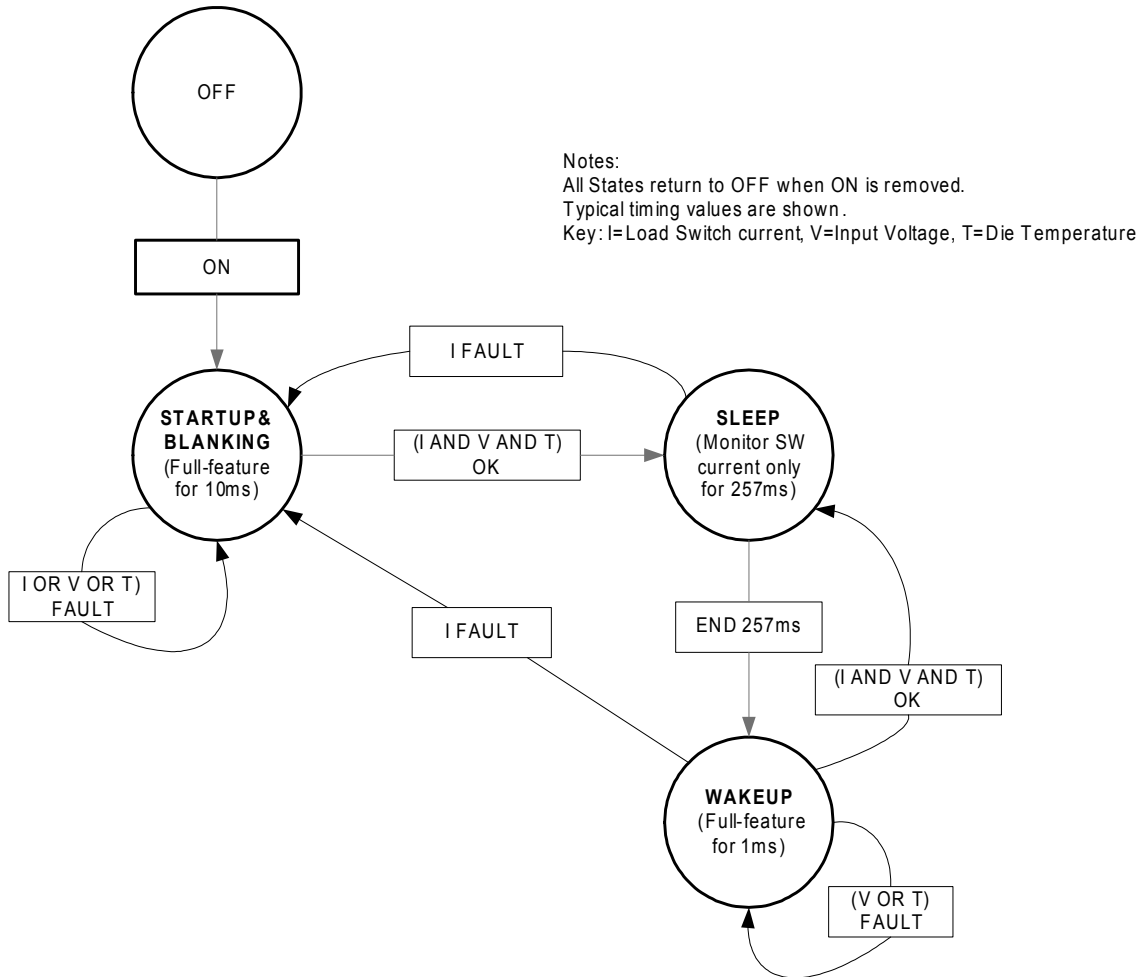 OFF
Notes:
All States return to OFF when ON is removed.
Typical timing values are shown.
Key: I=Load Switch current, V=Input Voltage, T=Die Temperature
ON
I FAULT
STARTUP&
BLANKING
(Full-feature
for 10ms)
(I AND V AND T)
OK
SLEEP
(Monitor SW
current only
for 257ms)
I OR V OR T)
FAULT
I FAULT
END 257ms
(I AND V AND T)
OK
WAKEUP
(Full-feature
for 1ms)
(V OR T)
FAULT